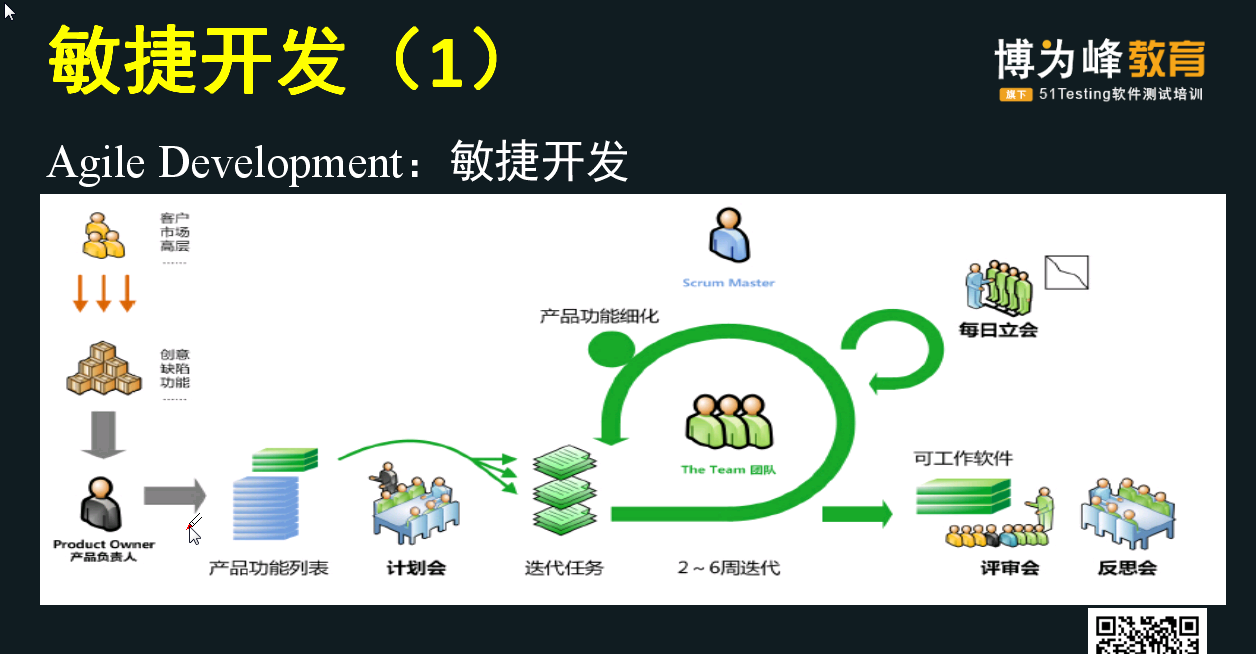 敏捷开发（1）
博为峰教育
旗下 51Testing软件测试培训
Agile Development：敏捷开发
客户
市场
高层
......
创意
缺陷
功能
......
Product Owner
产品负责人
产品功能列表
计划会
迭代任务
产品功能细化
Scrum Master
The Team 团队
2～6周迭代
每日立会
可工作软件
评审会
反思会